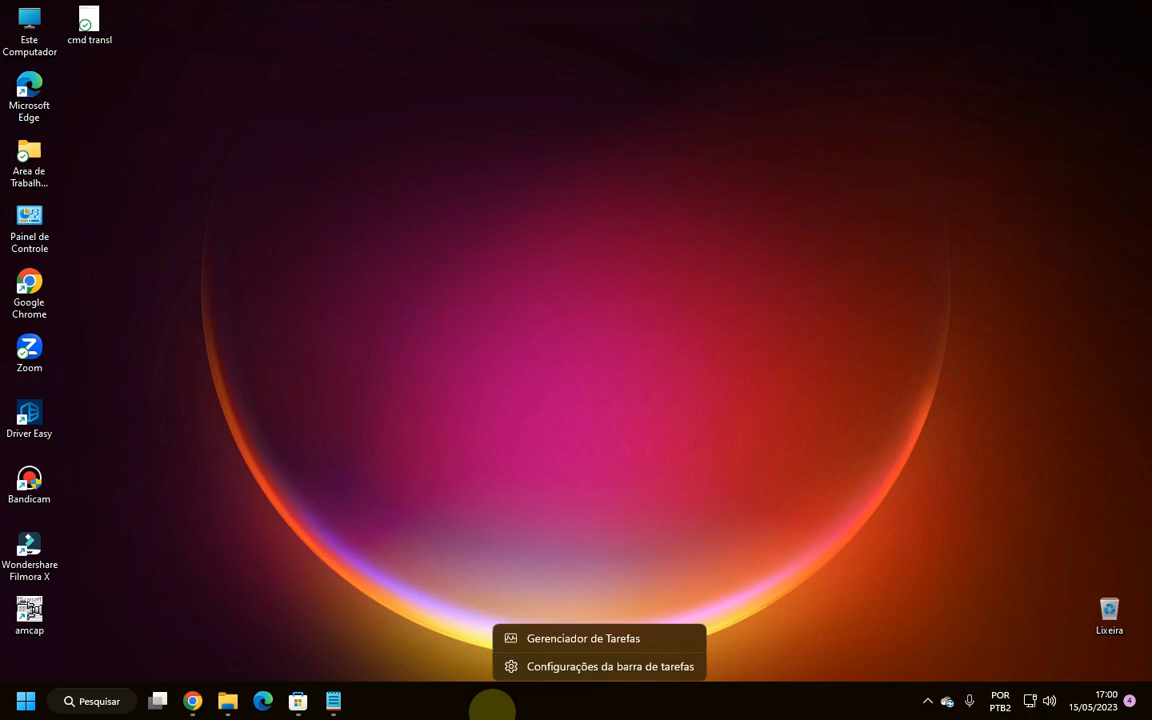 Este
Computador
cmd transl
Microsoft
Edge
Area de
Trabalh...
Painel de
Controle
Google
Chrome
Zoom
Driver Easy
Bandicam
Wondershare
Filmora X
amcap
Lixeira
Gerenciador de Tarefas
Configurações da barra de tarefas
Pesquisar
POR
PTB2
17:00
15/05/2023
4